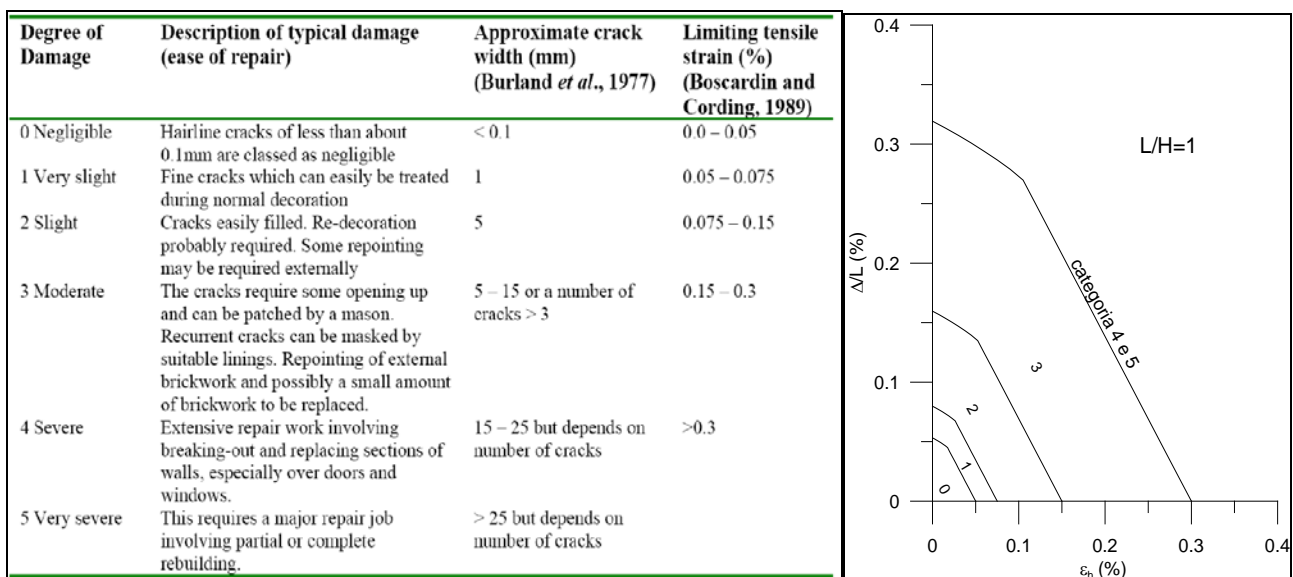 Degree of Damage
Description of typical damage (ease of repair)
Approximate crack width (mm) (Burland et al., 1977)
Limiting tensile strain (%) (Boscardin and Cording, 1989)
0 Negligible
Hairline cracks of less than about
0.1mm are classed as negligible
< 0.1
0.0 – 0.05
1 Very slight
Fine cracks which can easily be treated
during normal decoration
1
0.05 – 0.075
2 Slight
Cracks easily filled. Re-decoration
probably required. Some repointing
may be required externally
5
0.075 – 0.15
3 Moderate
The cracks require some opening up
and can be patched by a mason.
Recurrent cracks can be masked by
suitable linings. Repointing of external
brickwork and possibly a small amount
of brickwork to be replaced.
5 – 15 or a number of
cracks > 3
0.15 – 0.3
4 Severe
Extensive repair work involving
breaking-out and replacing sections of
walls, especially over doors and
windows.
15 – 25 but depends on
number of cracks
>0.3
5 Very severe
This requires a major repair job
involving partial or complete
rebuilding.
> 25 but depends on
number of cracks
0.4
0.3
0.2
0.1
0
Δ/L (%)
L/H=1
categoria 4 e 5
3
2
1
0
0 0.1 0.2 0.3 0.4
εh (%)